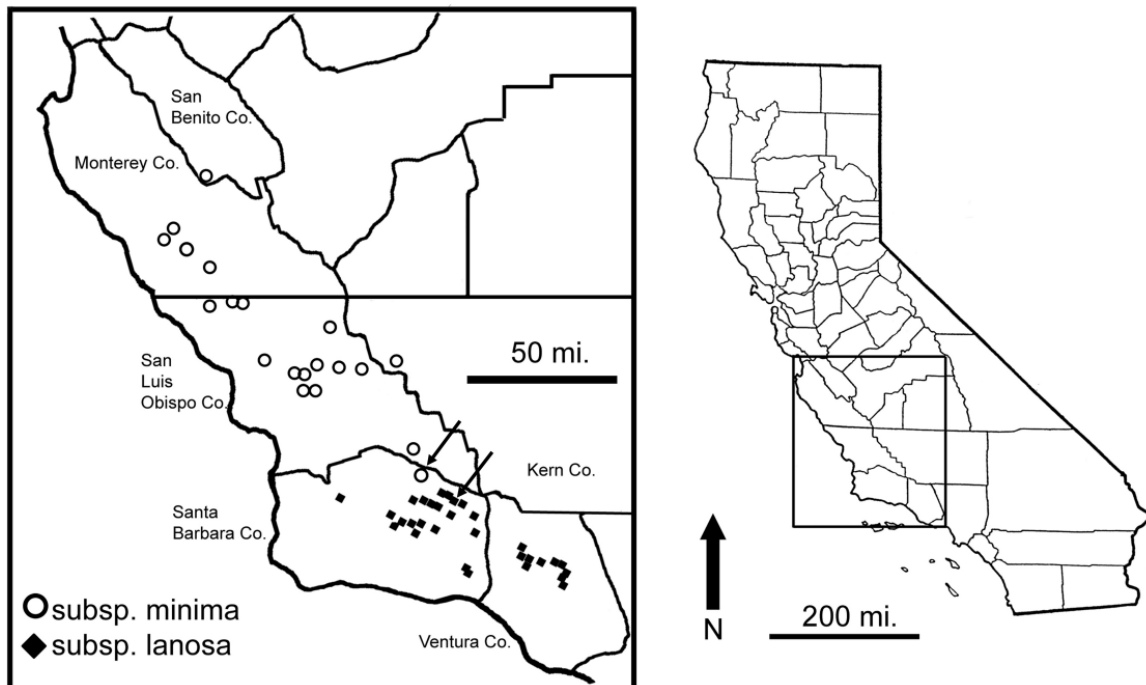 San
Benito Co.
Monterey Co.
50 mi.
San
Luis
Obispo Co.
Kern Co.
Santa
Barbara Co.
subsp. minima
subsp. lanosa
Ventura Co.
N
200 mi.